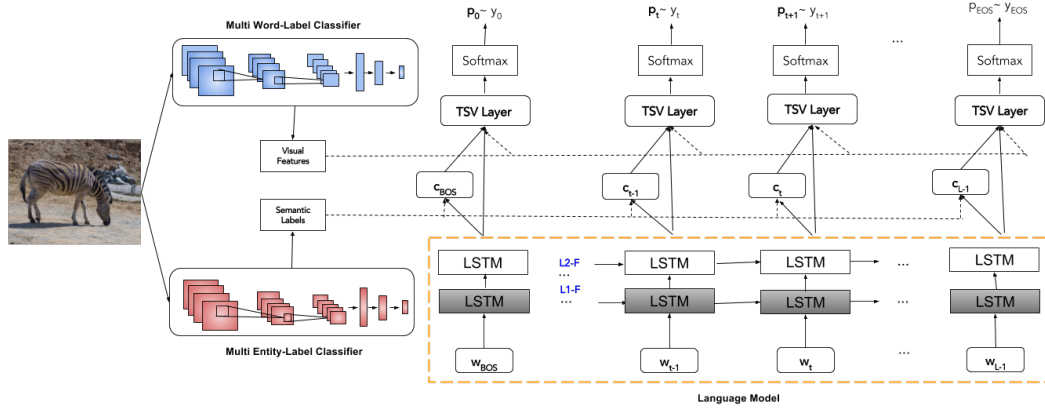 Multi Word-Label Classifier
p0~ y0
pt~ yt
pt+1~ yt+1
pEOS~ yEOS
Softmax
Softmax
Softmax
...
Softmax
TSV Layer
TSV Layer
TSV Layer
TSV Layer
Visual
Features
cBOS
ct-1
ct
cL-1
Semantic
Labels
LSTM
L2-F
...
LSTM
LSTM
...
LSTM
LSTM
L1-F
...
LSTM
LSTM
...
LSTM
Multi Entity-Label Classifier
wBOS
wt-1
wt
...
wL-1
Language Model